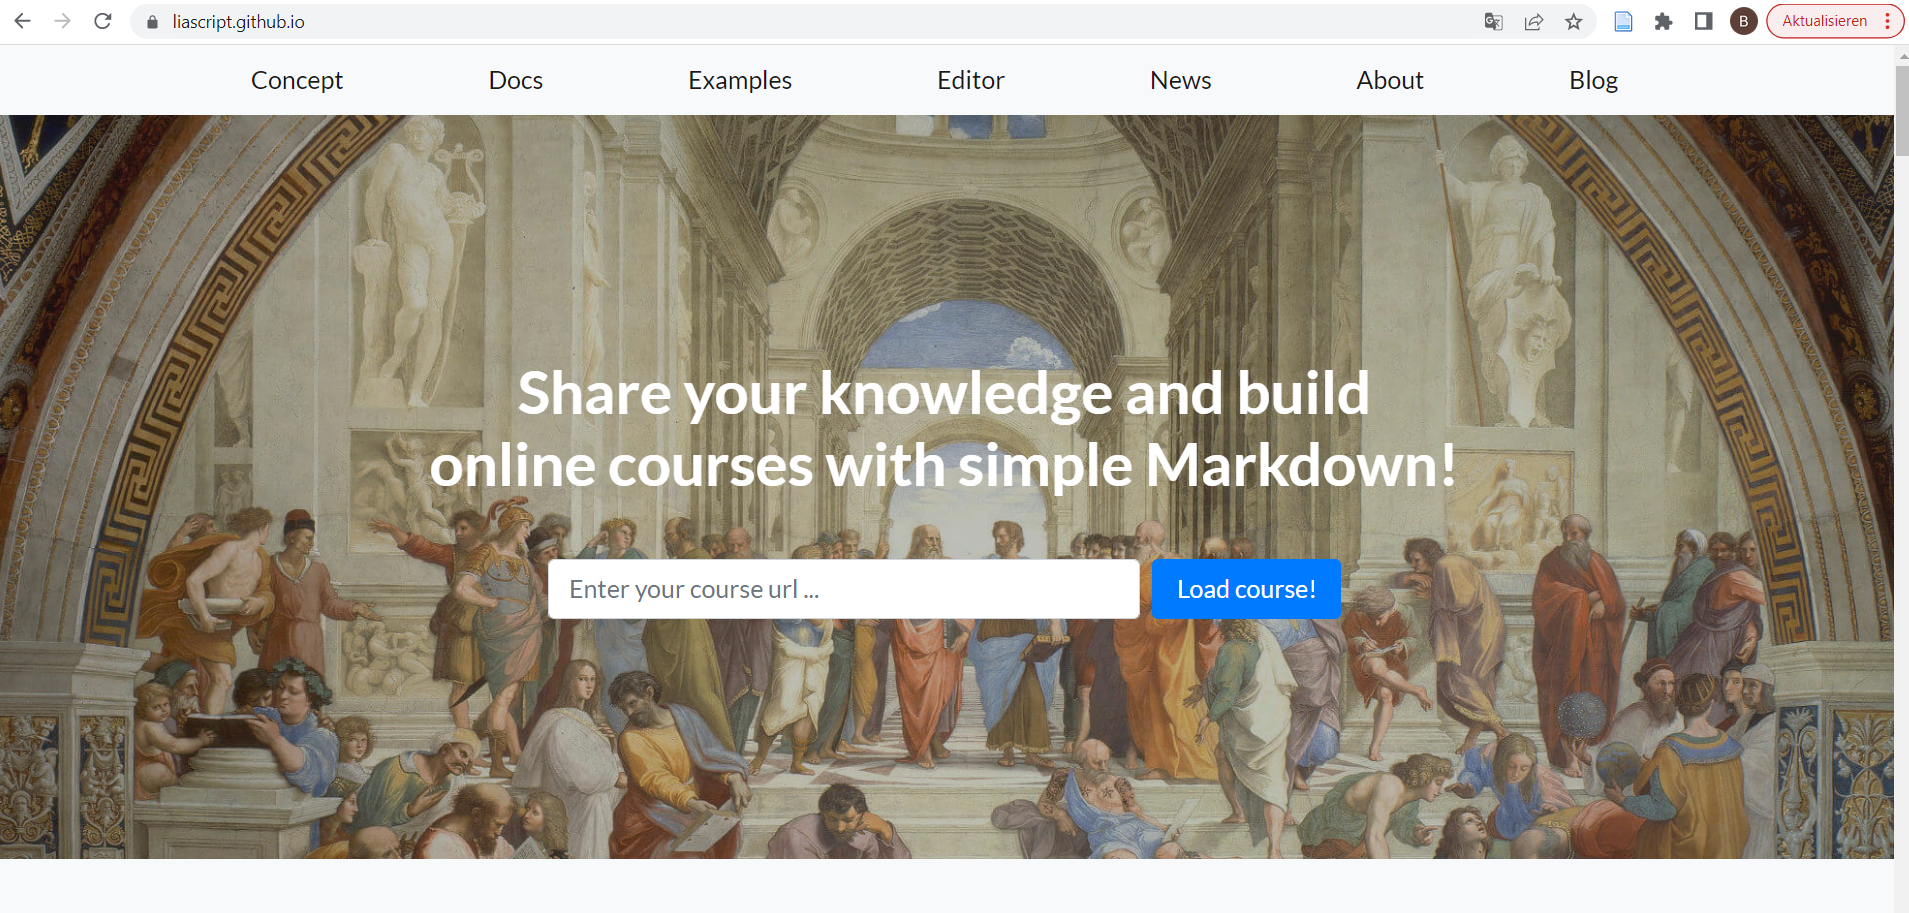 liascript.github.io
B
Aktualisieren
Concept Docs Examples Editor News About Blog
Share your knowledge and build
online courses with simple Markdown!
Enter your course url ...
Load course!